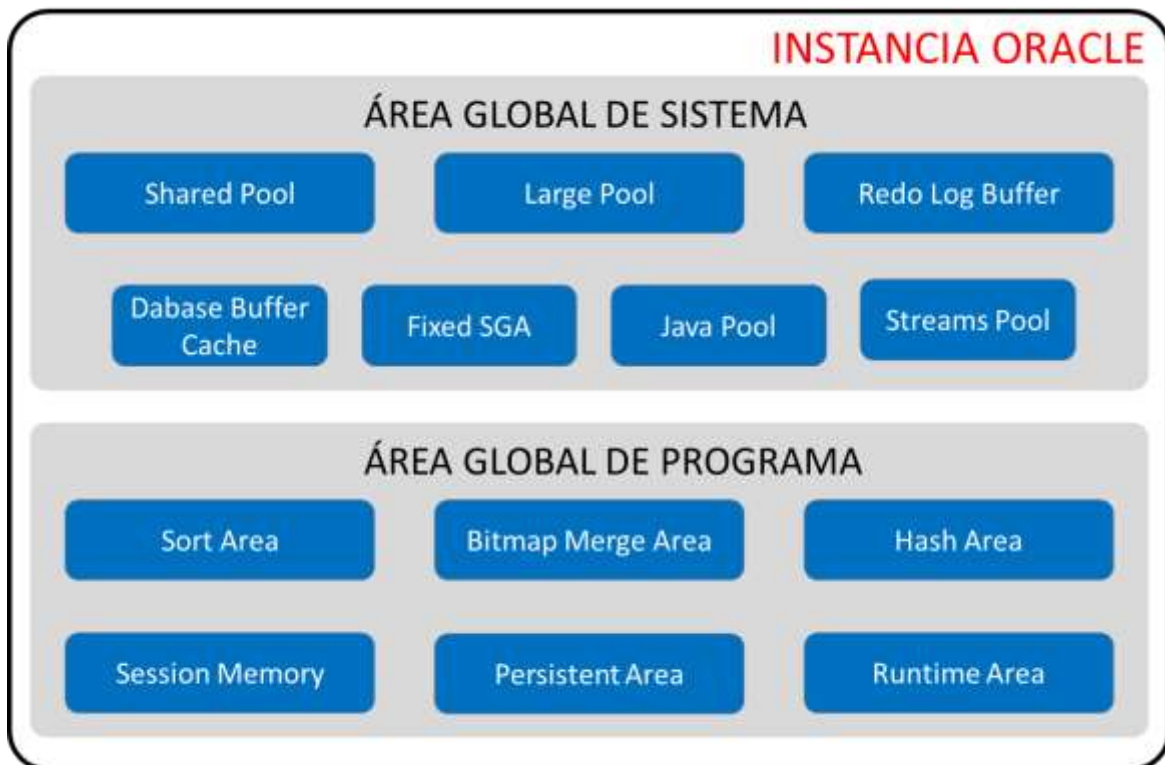 INSTANCIA ORACLE
ÁREA GLOBAL DE SISTEMA
Shared Pool
Large Pool
Redo Log Buffer
Dabase Buffer
Cache
Fixed SGA
Java Pool
Streams Pool
ÁREA GLOBAL DE PROGRAMA
Sort Area
Bitmap Merge Area
Hash Area
Session Memory
Persistent Area
Runtime Area